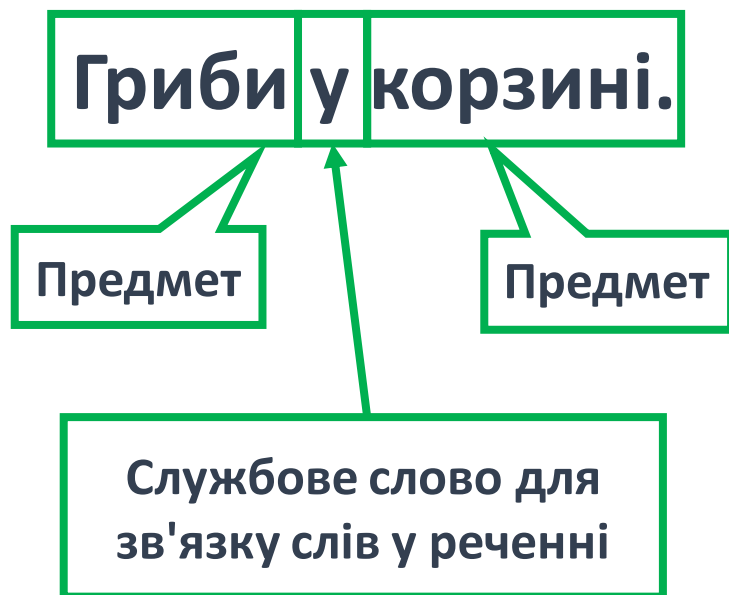 Гриби у корзині.
Предмет
Предмет
Службове слово для
зв'язку слів у реченні